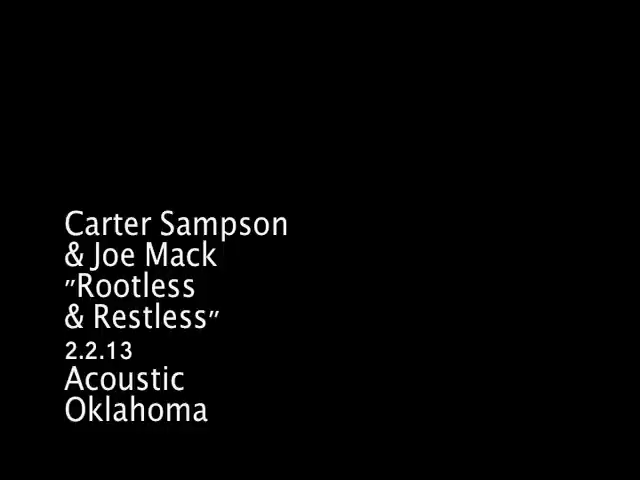 Carter Sampson
& Joe Mack
"Rootless
& Restless"
2.2.13
Acoustic
Oklahoma